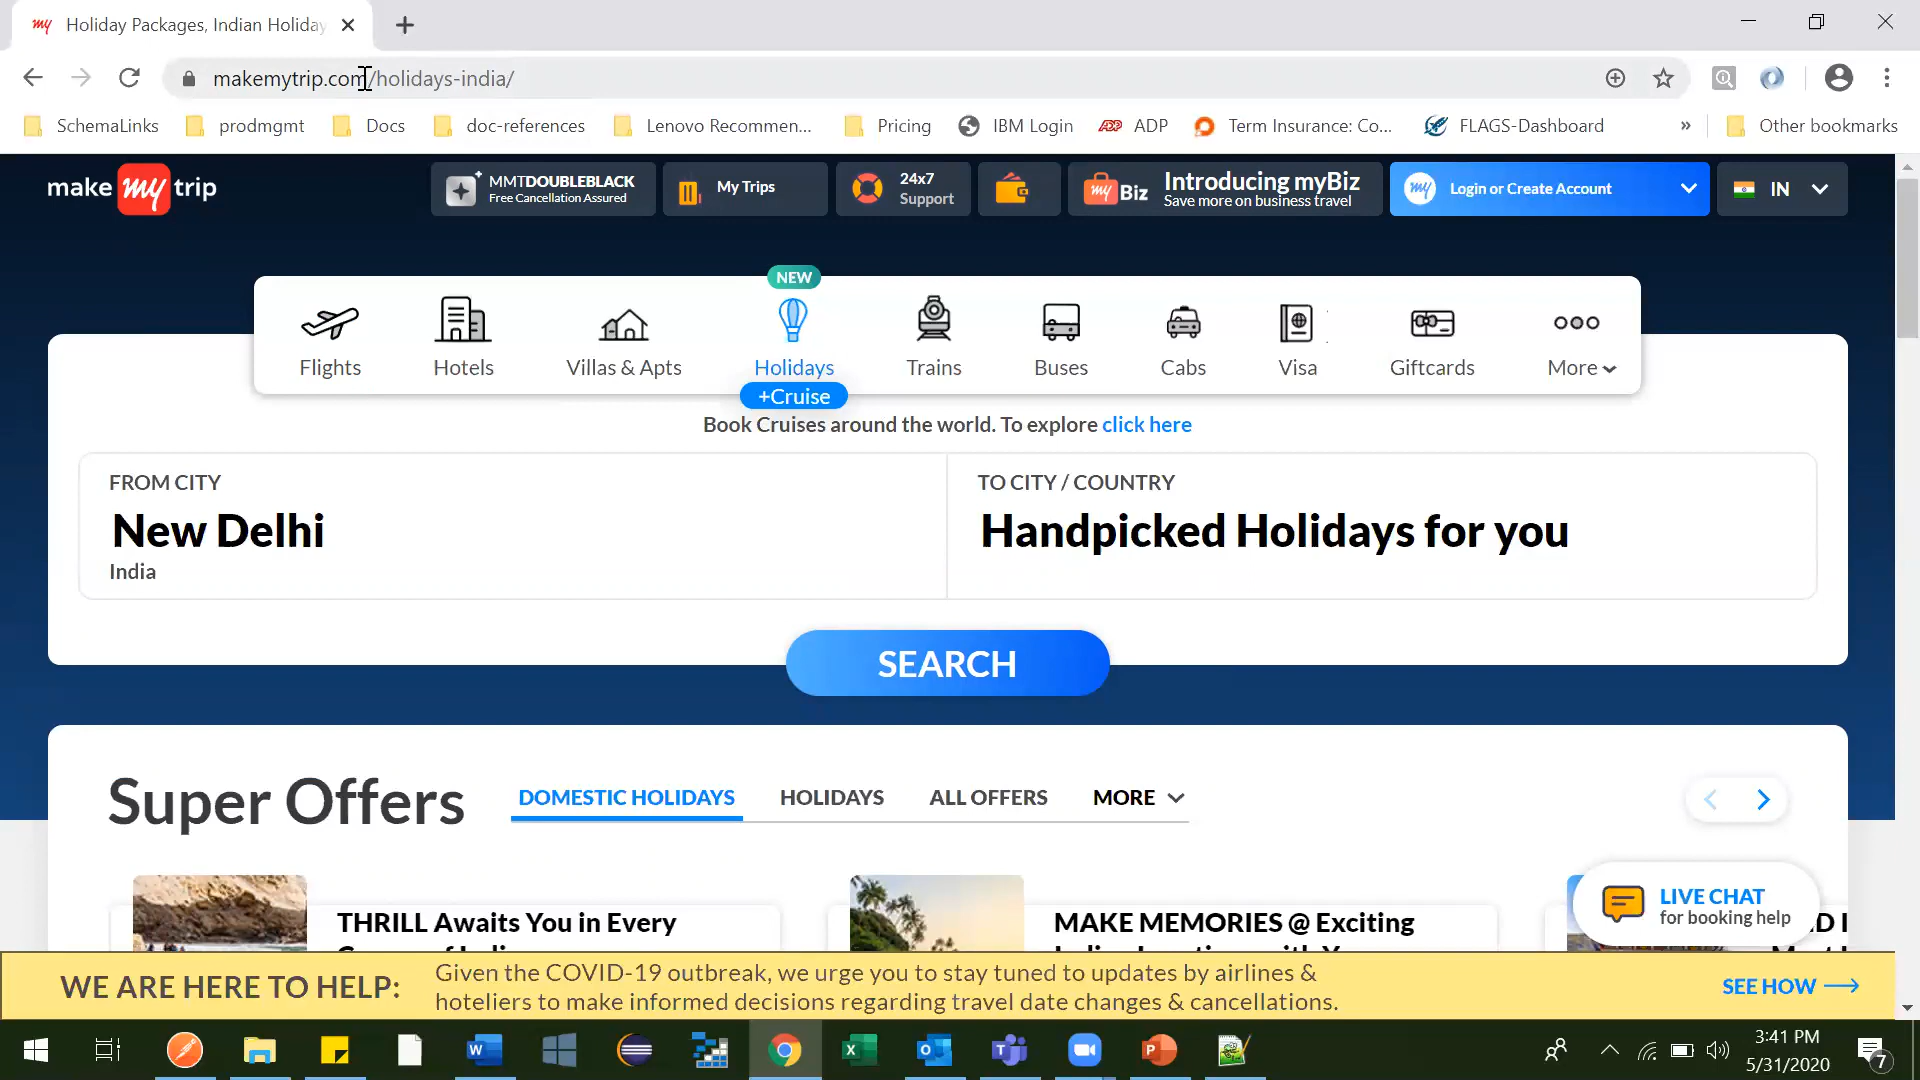 my Holiday Packages, Indian Holiday
makemytrip.com/holidays-india/
SchemaLinks
prodmgmt
Docs
doc-references
Lenovo Recommen...
Pricing
IBM Login
ADP ADP
Term Insurance: Co...
FLAGS-Dashboard
»
Other bookmarks
make my trip
MMTDOUBLEBLACK
Free Cancellation Assured
My Trips
24x7
Support
my Biz
Introducing myBiz
Save more on business travel
my Login or Create Account
IN
NEW
Flights
Hotels
Villas & Apts
Holidays
Trains
Buses
Cabs
Visa
Giftcards
More
+Cruise
Book Cruises around the world. To explore click here
FROM CITY
New Delhi
India
TO CITY / COUNTRY
Handpicked Holidays for you
SEARCH
Super Offers
DOMESTIC HOLIDAYS
HOLIDAYS
ALL OFFERS
MORE
THRILL Awaits You in Every
MAKE MEMORIES @ Exciting
LIVE CHAT
for booking help
WE ARE HERE TO HELP:
Given the COVID-19 outbreak, we urge you to stay tuned to updates by airlines &
hoteliers to make informed decisions regarding travel date changes & cancellations.
SEE HOW
3:41 PM
5/31/2020
7